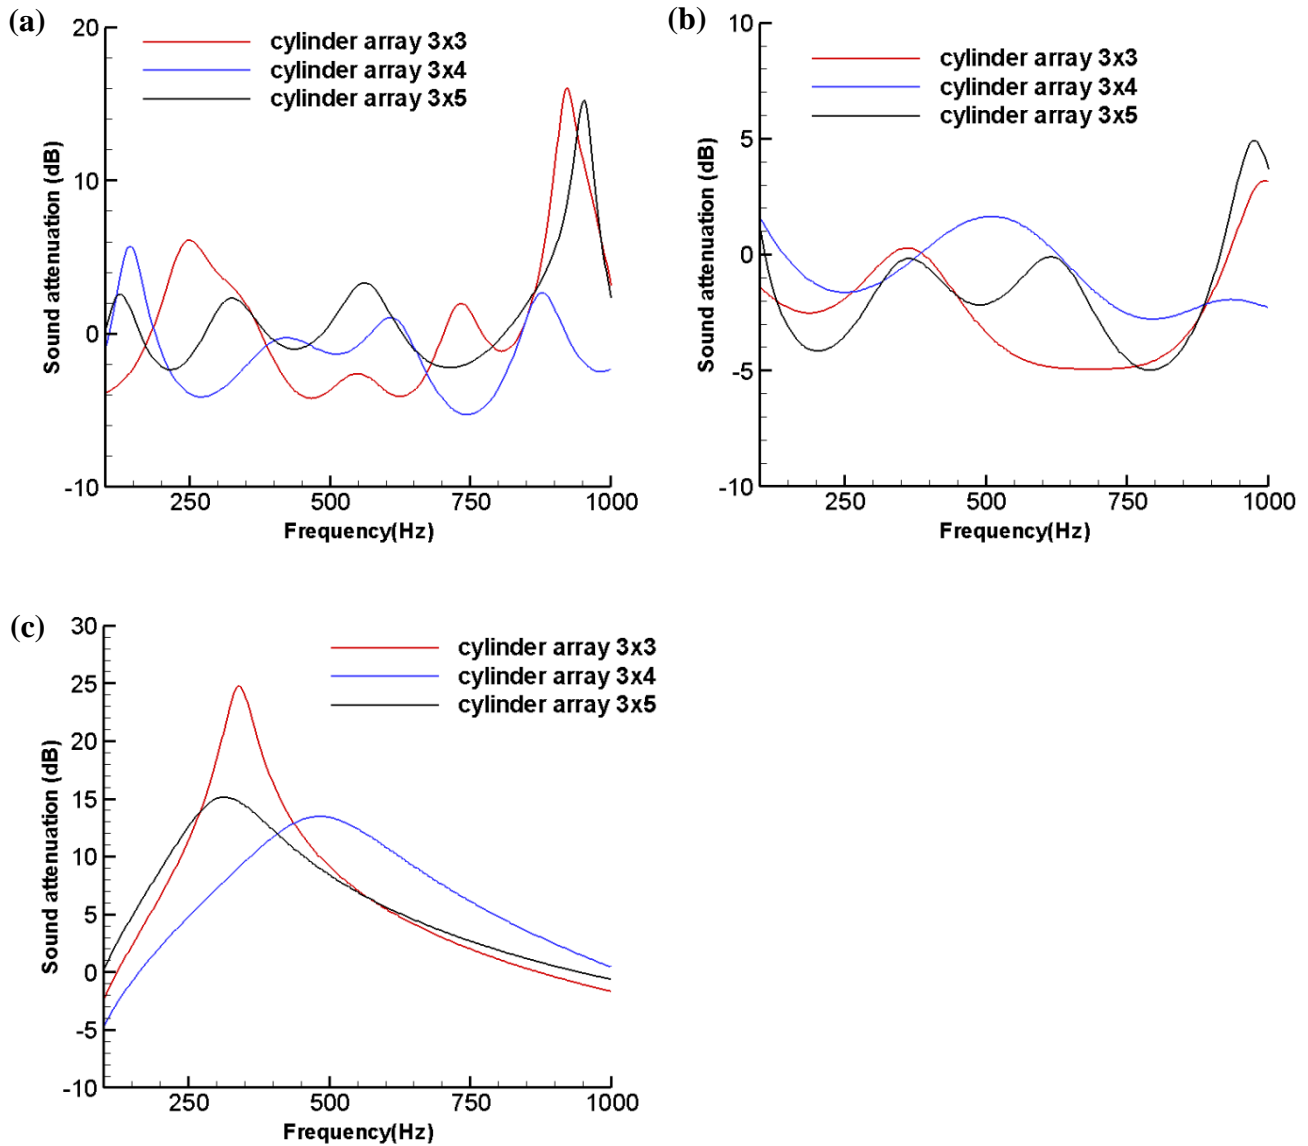 (a)
20
10
0
-10
Sound attenuation (dB)
cylinder array 3x3
cylinder array 3x4
cylinder array 3x5
250 500 750 1000
Frequency(Hz)
(b)
10
5
0
-5
-10
Sound attenuation (dB)
cylinder array 3x3
cylinder array 3x4
cylinder array 3x5
250 500 750 1000
Frequency(Hz)
(c)
30
25
20
15
10
5
0
-5
-10
Sound attenuation (dB)
cylinder array 3x3
cylinder array 3x4
cylinder array 3x5
250 500 750 1000
Frequency(Hz)